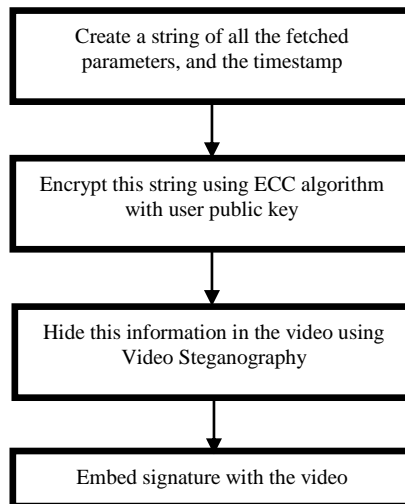 Create a string of all the fetched
parameters, and the timestamp
Encrypt this string using ECC algorithm
with user public key
Hide this information in the video using
Video Steganography
Embed signature with the video